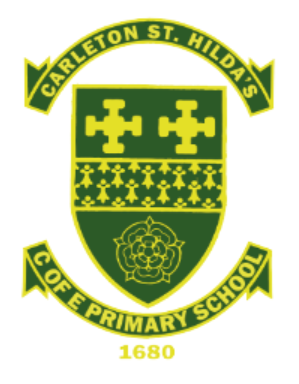 CARLETON ST. HILDA'S
C OF E PRIMARY SCHOOL
1680